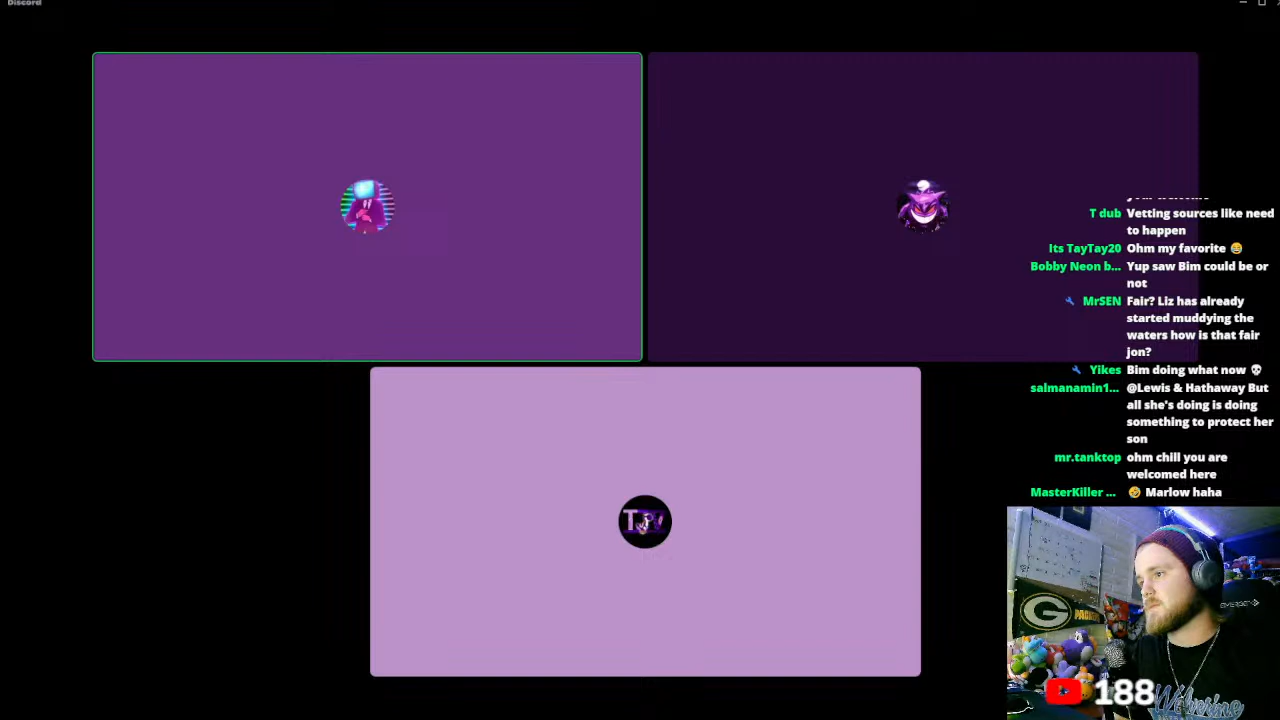 Discord
T dub Vetting sources like need
to happen
Its TayTay20 Ohm my favorite 😂
Bobby Neon b... Yup saw Bim could be or
not
MrSEN Fair? Liz has already
started muddying the
waters how is that fair
jon?
Yikes Bim doing what now 💀
salmanamin1... @Lewis & Hathaway But
all she's doing is doing
something to protect her
son
mr.tanktop ohm chill you are
welcomed here
MasterKiller ... 🤣 Marlow haha
G PACKERS
188
Wolverine